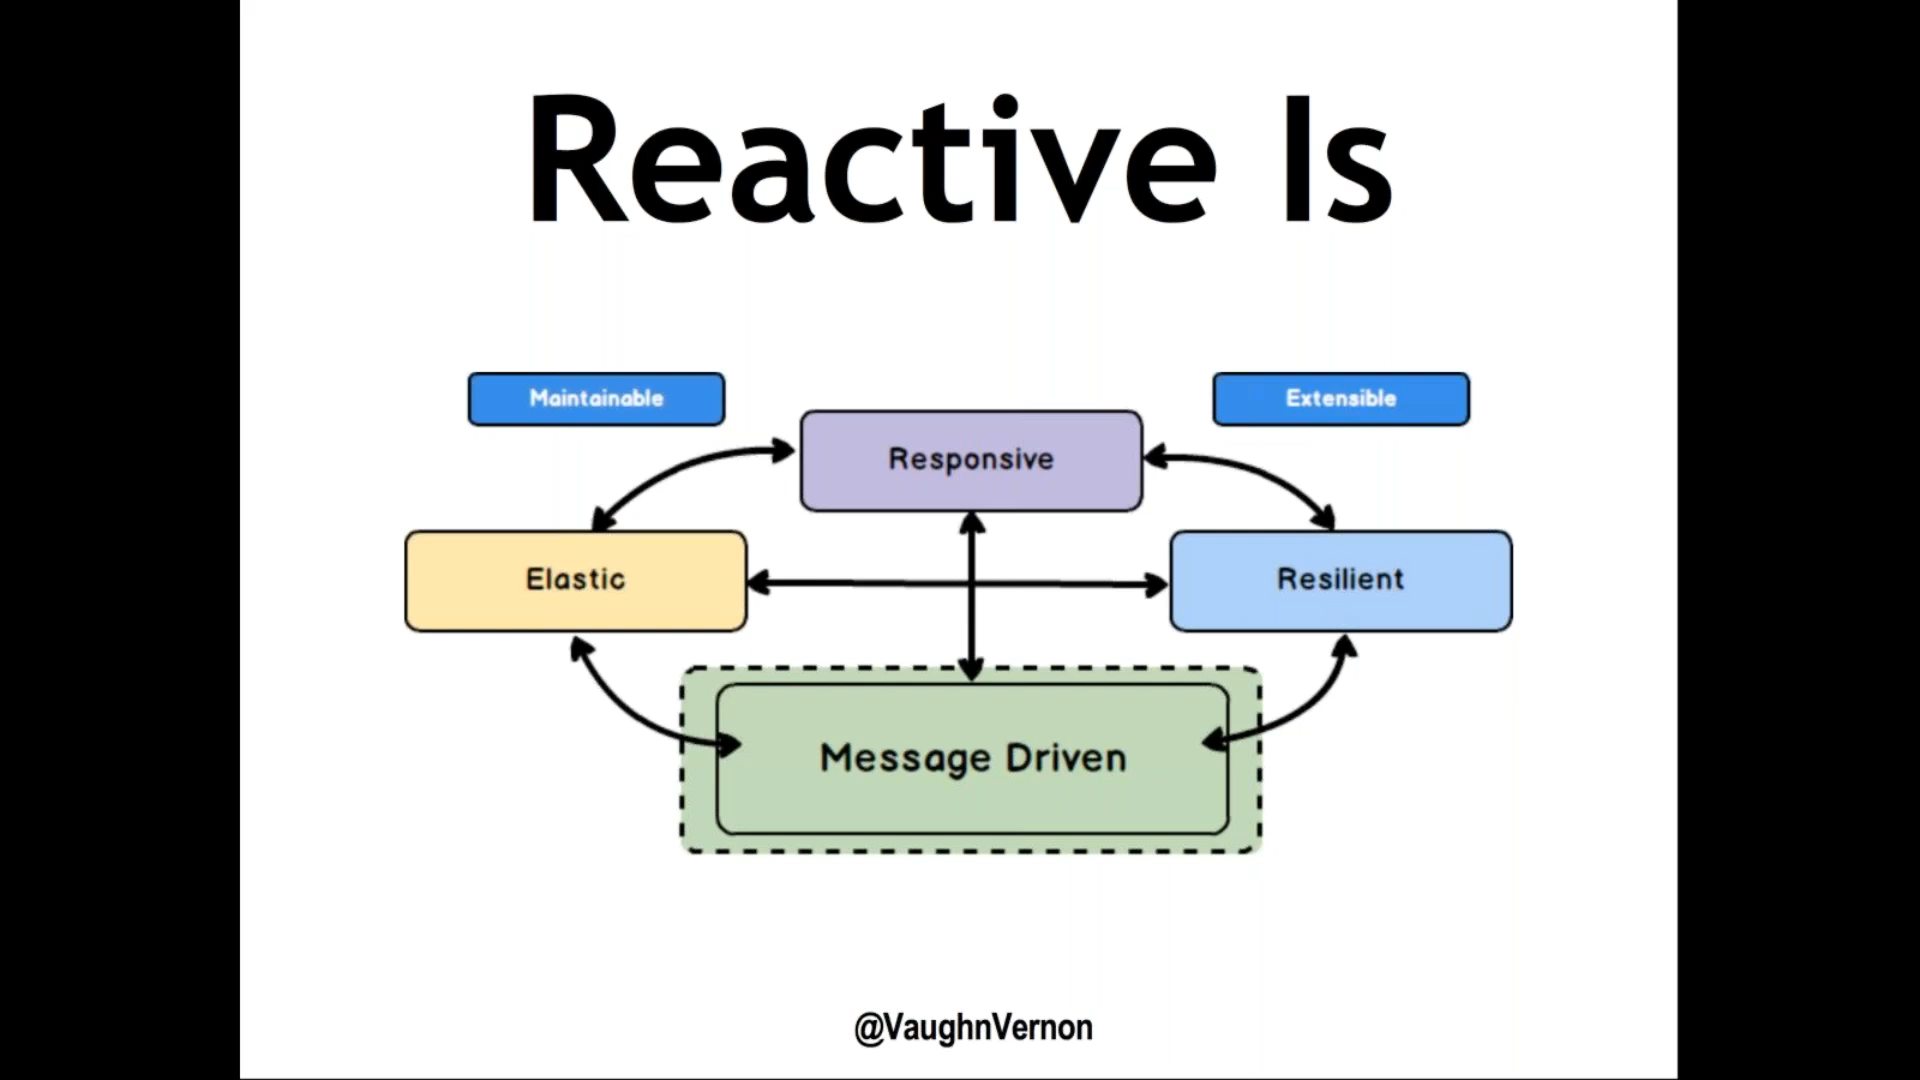 Reactive Is
Maintainable
Extensible
Responsive
Elastic
Resilient
Message Driven
@VaughnVernon